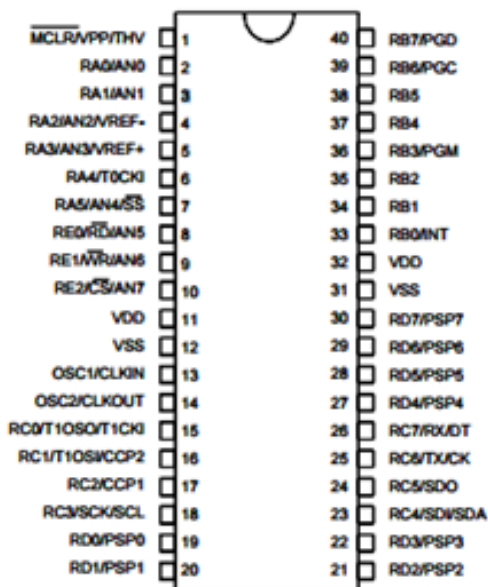 MCLR/VPP/THV 1 40 RB7/PGD
RA0/AN0 2 39 RB6/PGC
RA1/AN1 3 38 RB5
RA2/AN2/VREF- 4 37 RB4
RA3/AN3/VREF+ 5 36 RB3/PGM
RA4/T0CKI 6 35 RB2
RA5/AN4/SS 7 34 RB1
RE0/RD/AN5 8 33 RB0/INT
RE1/WR/AN6 9 32 VDD
RE2/CS/AN7 10 31 VSS
VDD 11 30 RD7/PSP7
VSS 12 29 RD6/PSP6
OSC1/CLKIN 13 28 RD5/PSP5
OSC2/CLKOUT 14 27 RD4/PSP4
RC0/T1OSO/T1CKI 15 26 RC7/RX/DT
RC1/T1OSI/CCP2 16 25 RC6/TX/CK
RC2/CCP1 17 24 RC5/SDO
RC3/SCK/SCL 18 23 RC4/SDI/SDA
RD0/PSP0 19 22 RD3/PSP3
RD1/PSP1 20 21 RD2/PSP2